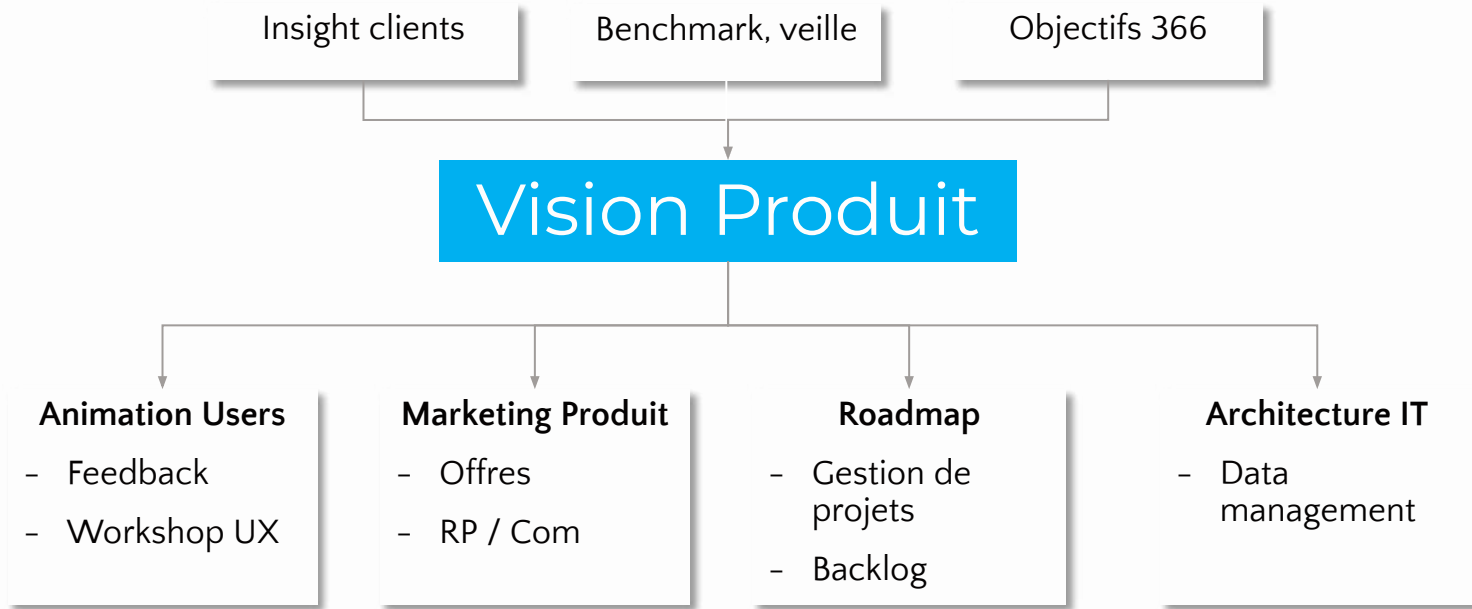 Insight clients
Benchmark, veille
Objectifs 366
Vision Produit
Animation Users
- Feedback
- Workshop UX
Marketing Produit
- Offres
- RP / Com
Roadmap
- Gestion de
projets
- Backlog
Architecture IT
- Data
management